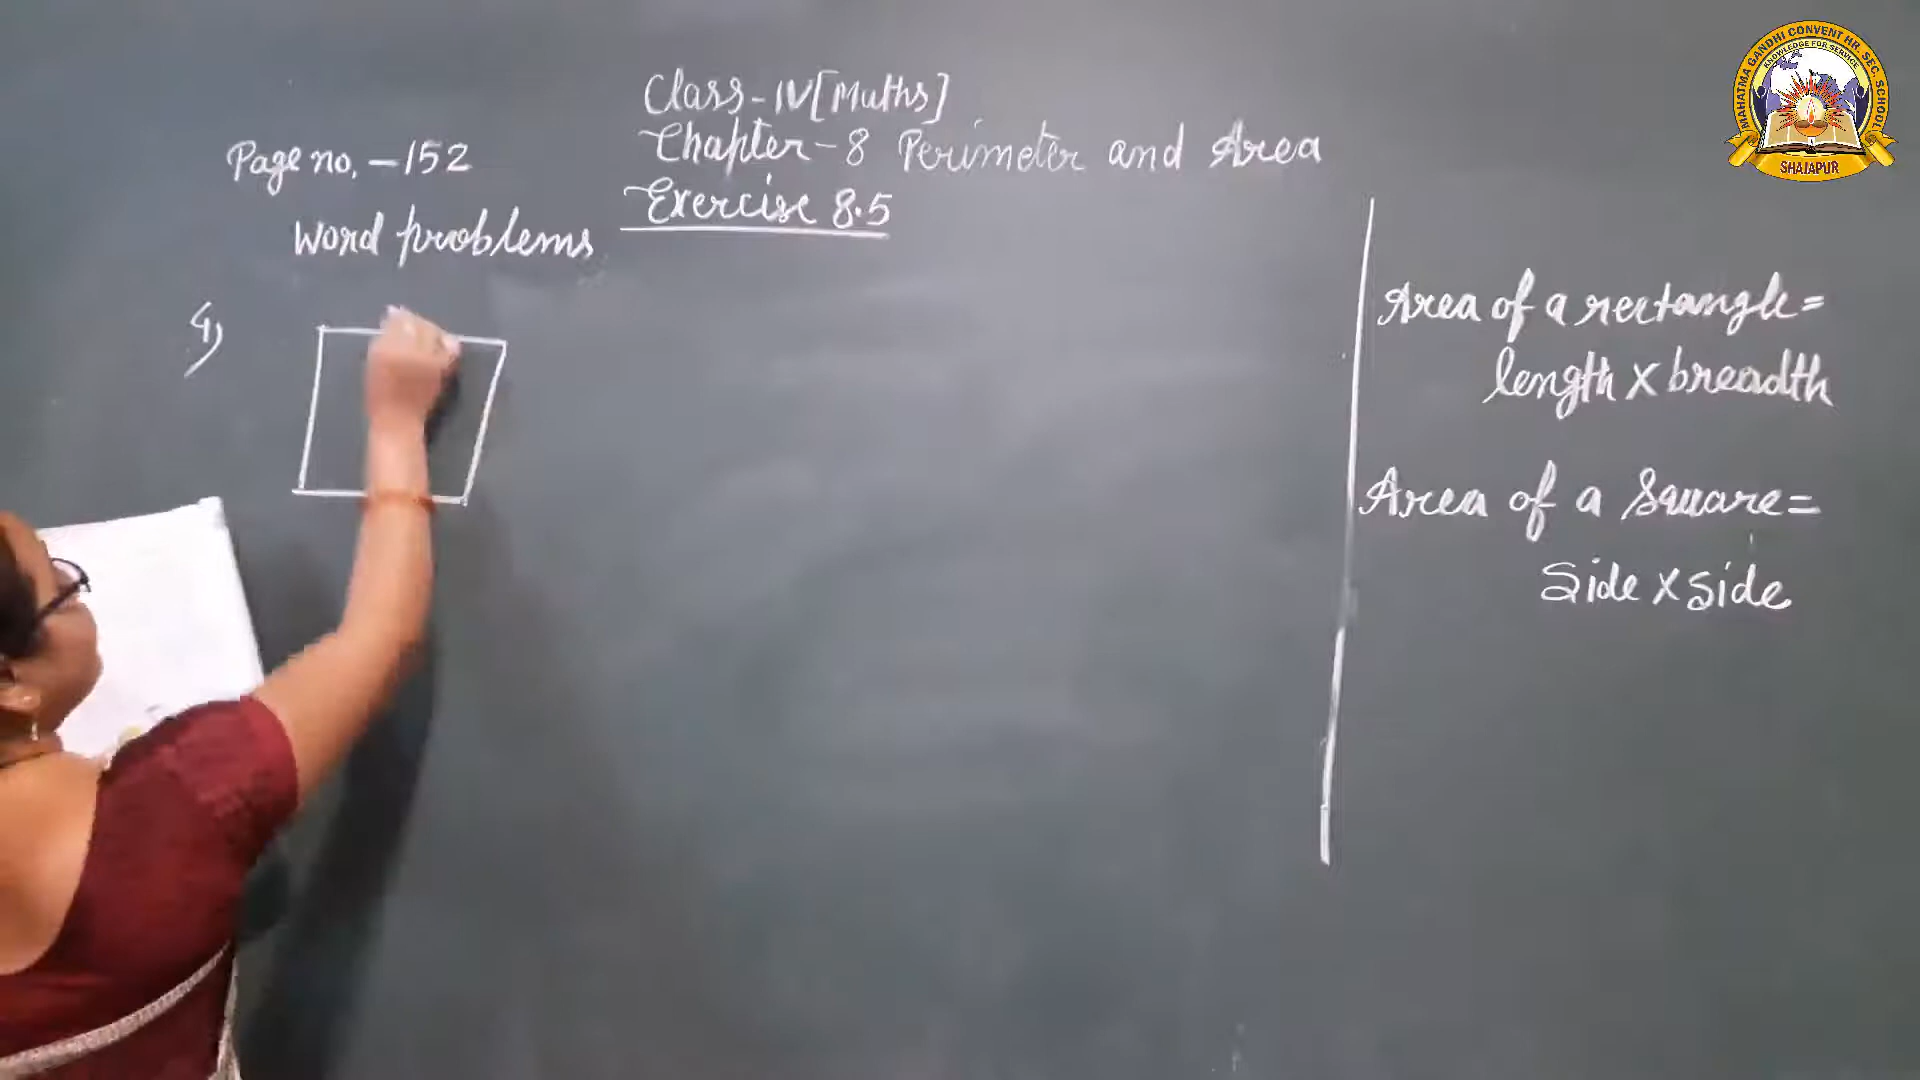 Class-IV [Maths]
Chapter-8 Perimeter and Area
Exercise 8.5
Page no. - 152
Word problems
4)
Area of a rectangle =
length x breadth
Area of a Square =
Side x side
MAHATMA GANDHI CONVENT HR. SEC. SCHOOL
KNOWLEDGE FOR SERVICE
SHAJAPUR